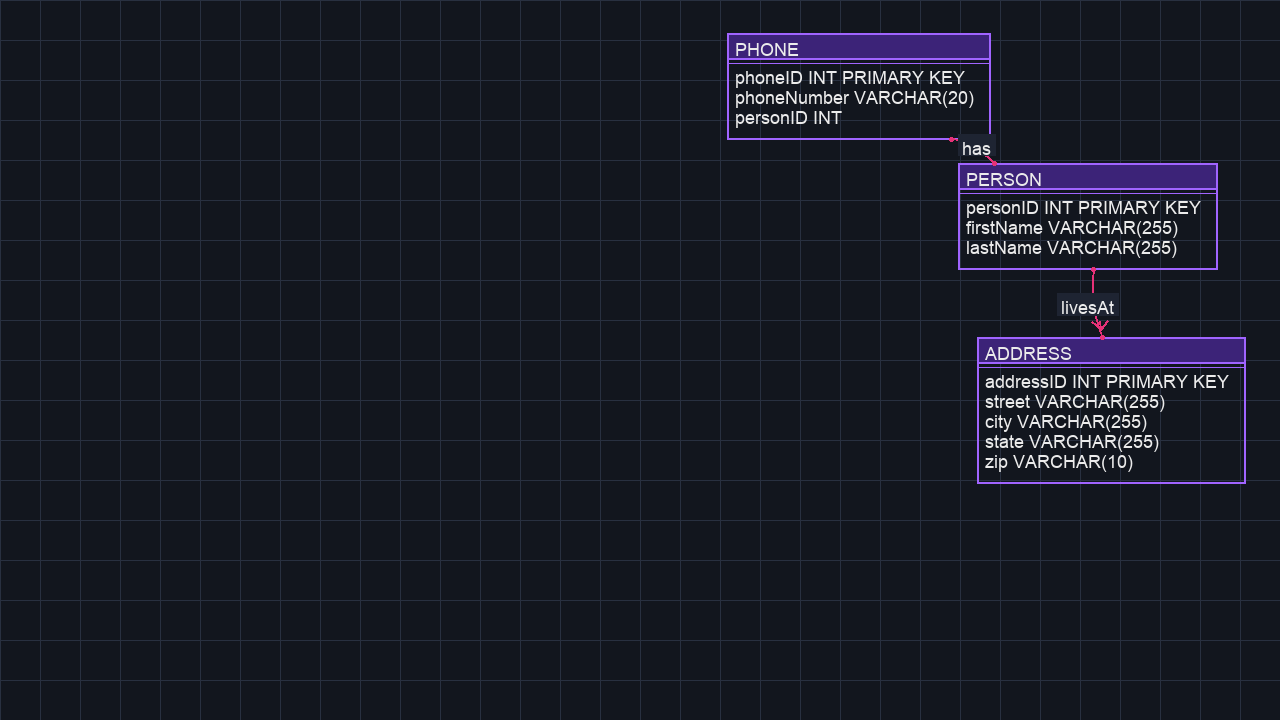 PHONE
phoneID INT PRIMARY KEY
phoneNumber VARCHAR(20)
personID INT
has
PERSON
personID INT PRIMARY KEY
firstName VARCHAR(255)
lastName VARCHAR(255)
livesAt
ADDRESS
addressID INT PRIMARY KEY
street VARCHAR(255)
city VARCHAR(255)
state VARCHAR(255)
zip VARCHAR(10)